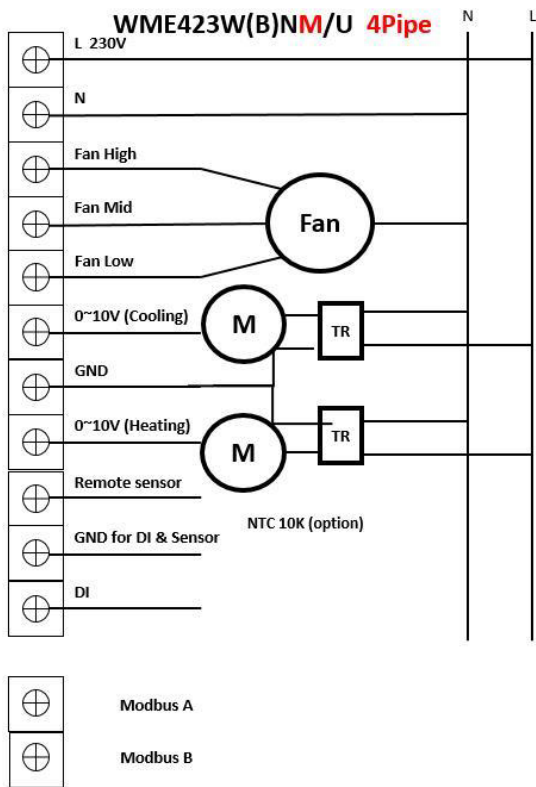 WME423W(B)NM/U 4Pipe
N
L
L 230V
N
Fan High
Fan Mid
Fan
Fan Low
0~10V (Cooling)
M
TR
GND
0~10V (Heating)
M
TR
Remote sensor
NTC 10K (option)
GND for DI & Sensor
DI
Modbus A
Modbus B